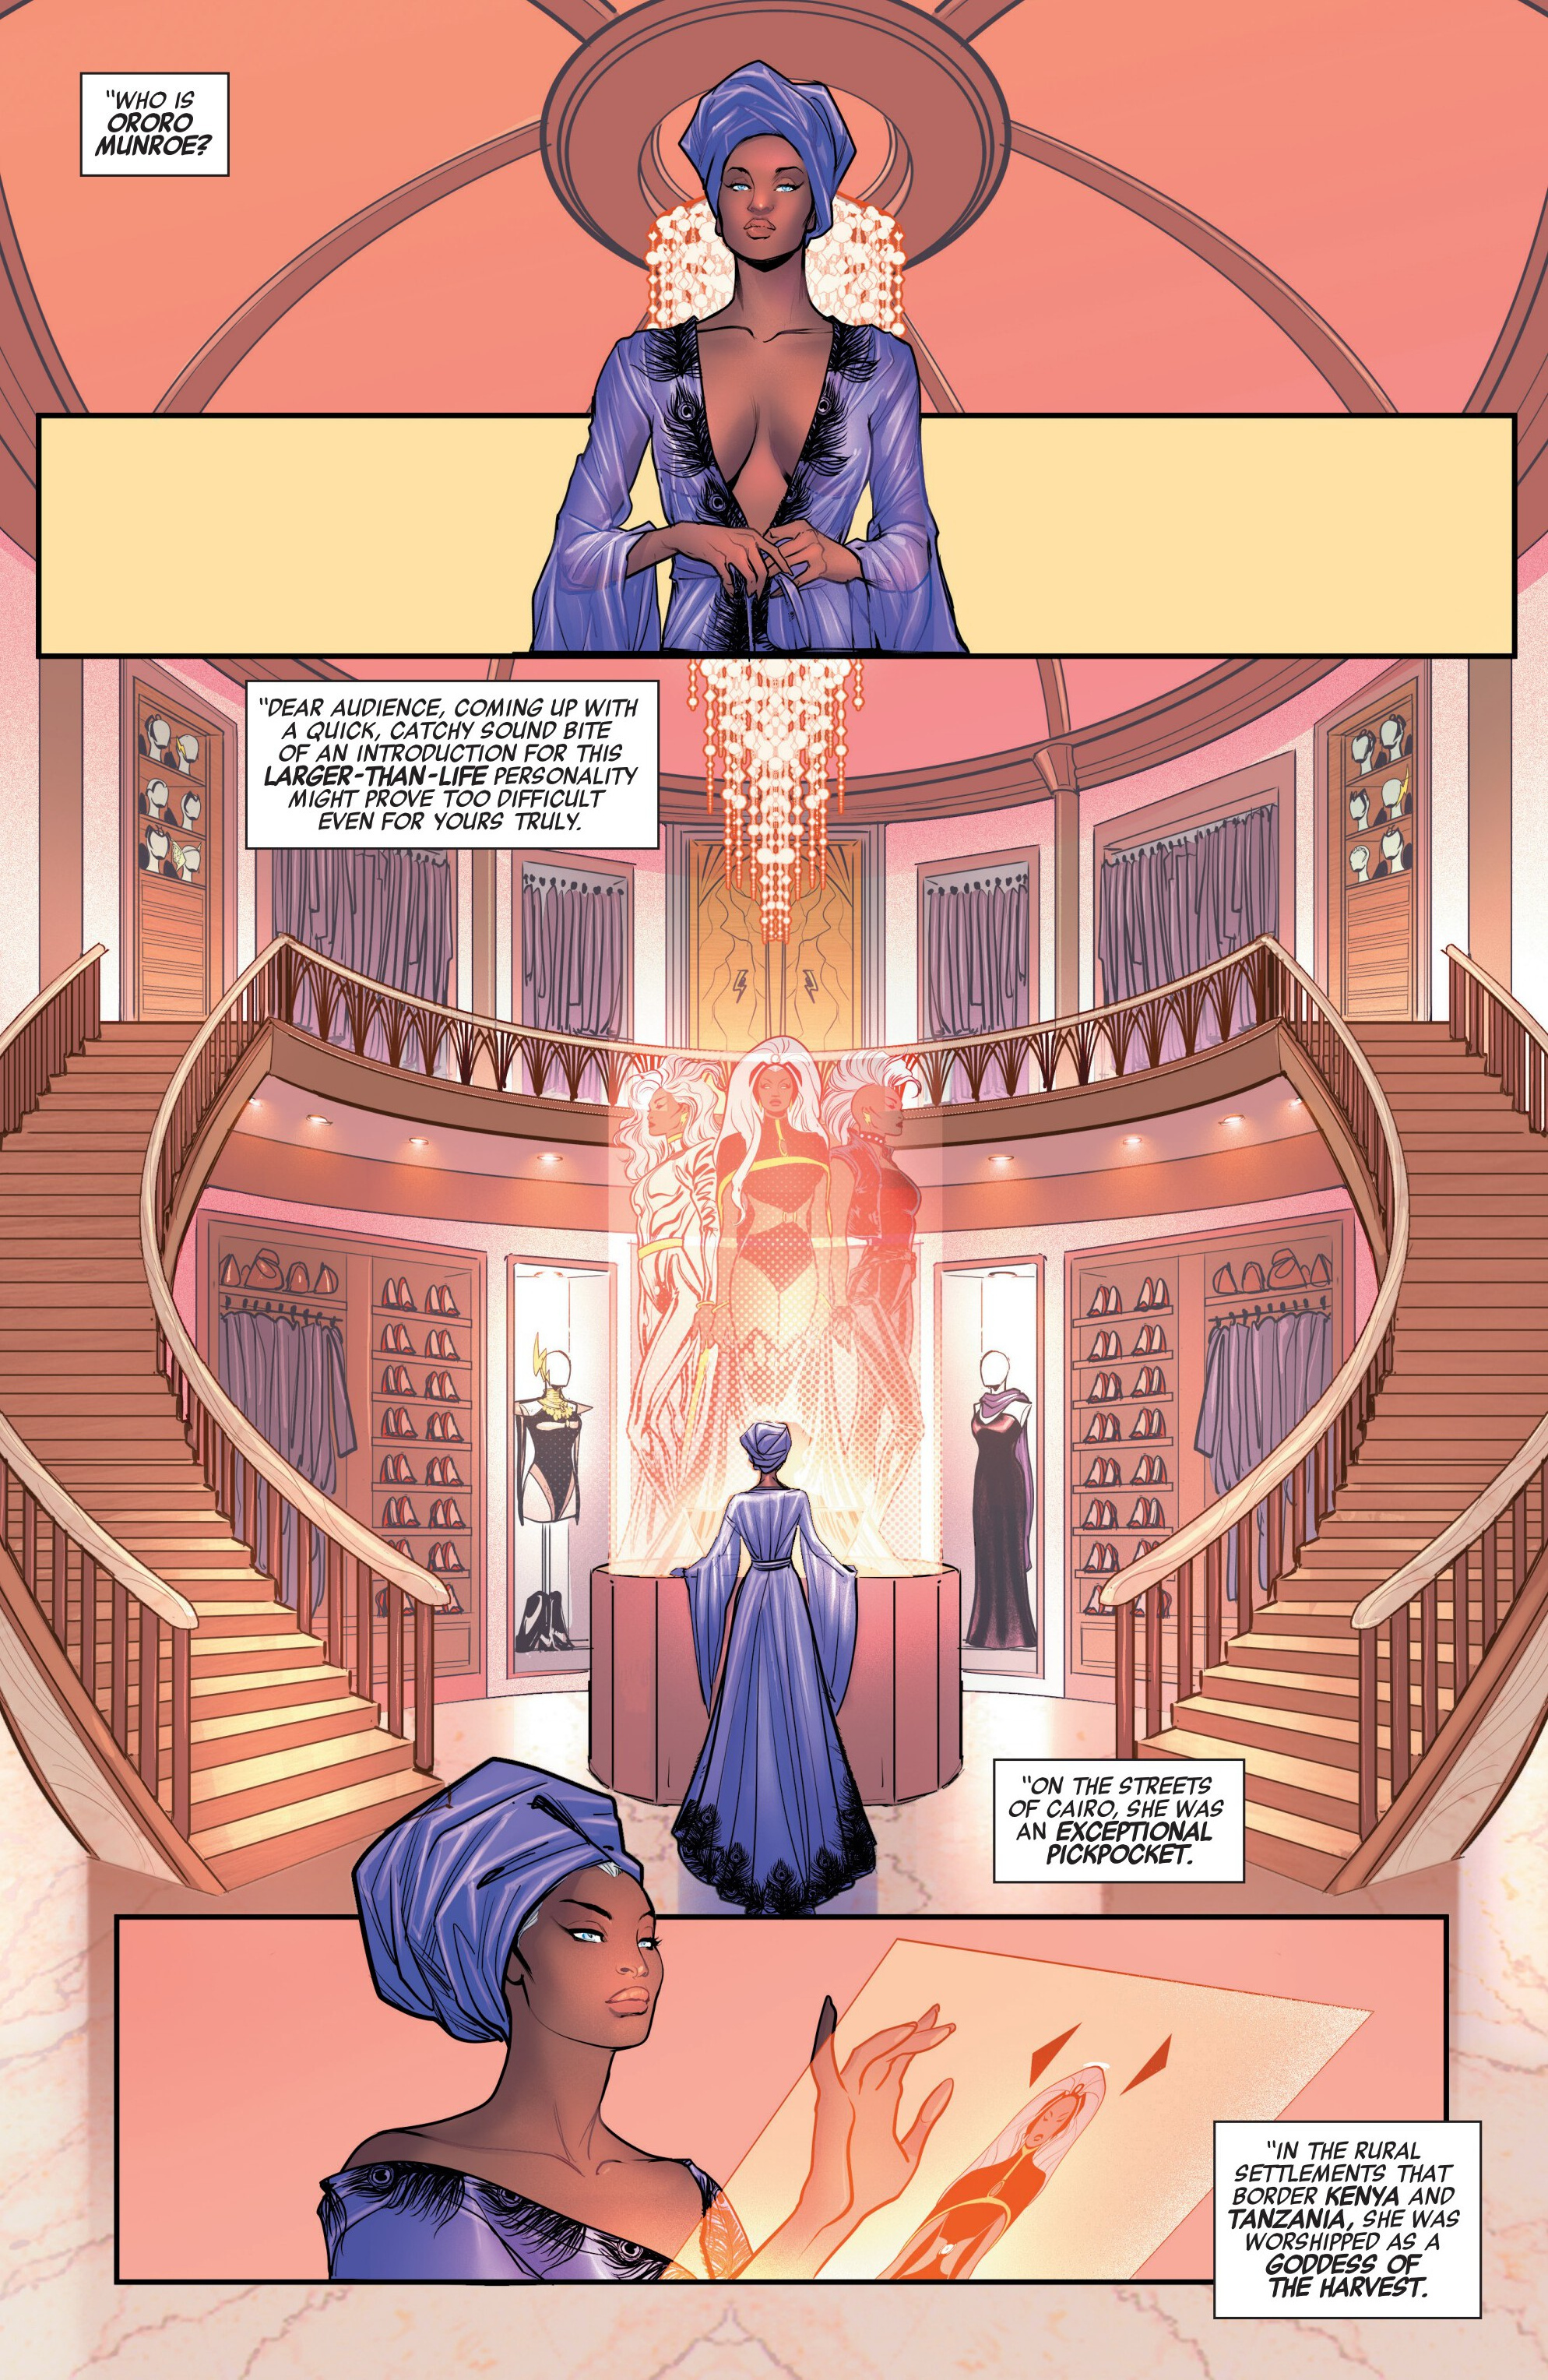 "WHO IS
ORORO
MUNROE?
"DEAR AUDIENCE, COMING UP WITH
A QUICK, CATCHY SOUND BITE
OF AN INTRODUCTION FOR THIS
LARGER-THAN-LIFE PERSONALITY
MIGHT PROVE TOO DIFFICULT
EVEN FOR YOURS TRULY.
"ON THE STREETS
OF CAIRO, SHE WAS
AN EXCEPTIONAL
PICKPOCKET.
"IN THE RURAL
SETTLEMENTS THAT
BORDER KENYA AND
TANZANIA, SHE WAS
WORSHIPPED AS A
GODDESS OF
THE HARVEST.